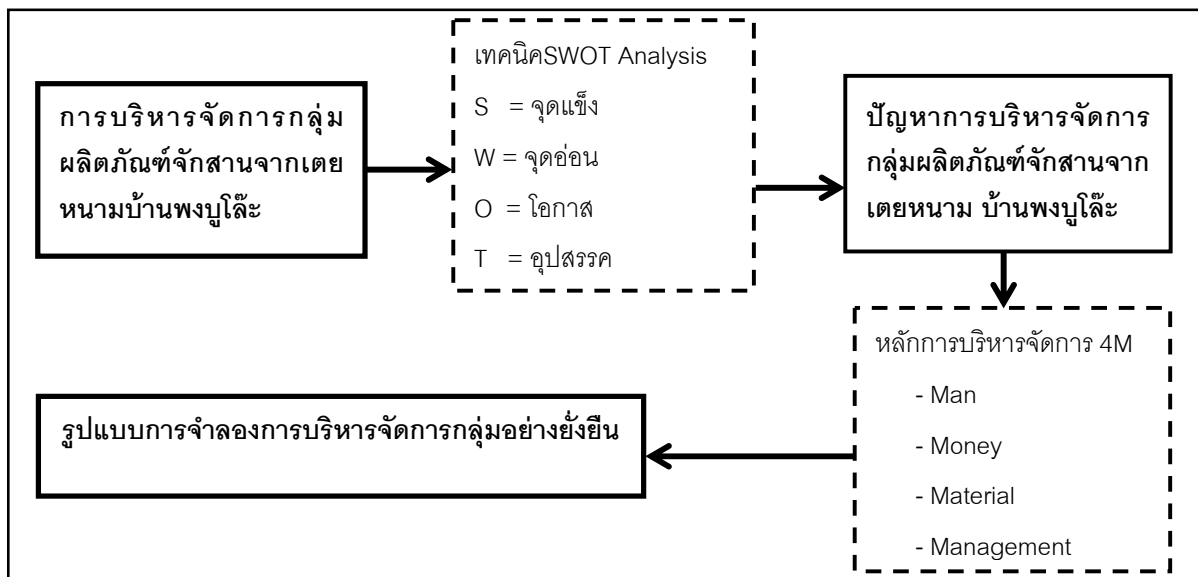 การบริหารจัดการกลุ่ม
ผลิตภัณฑ์จักสานจากเตย
หนามบ้านพงบูโล๊ะ
เทคนิคSWOT Analysis
S = จุดแข็ง
W = จุดอ่อน
O = โอกาส
T = อุปสรรค
ปัญหาการบริหารจัดการ
กลุ่มผลิตภัณฑ์จักสานจาก
เตยหนาม บ้านพงบูโล๊ะ
หลักการบริหารจัดการ 4M
- Man
- Money
- Material
- Management
รูปแบบการจำลองการบริหารจัดการกลุ่มอย่างยั่งยืน